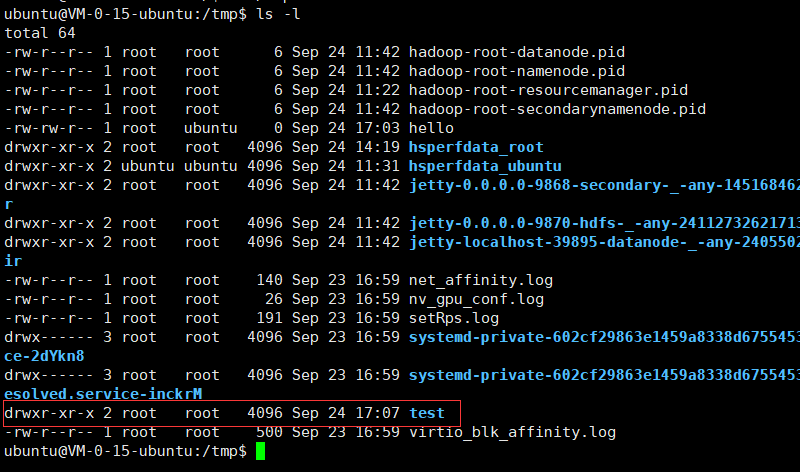 ubuntu@VM-0-15-ubuntu:/tmp$ ls -l
total 64
-rw-r--r-- 1 root   root      6 Sep 24 11:42 hadoop-root-datanode.pid
-rw-r--r-- 1 root   root      6 Sep 24 11:42 hadoop-root-namenode.pid
-rw-r--r-- 1 root   root      6 Sep 24 11:22 hadoop-root-resourcemanager.pid
-rw-r--r-- 1 root   root      6 Sep 24 11:42 hadoop-root-secondarynamenode.pid
-rw-rw-r-- 1 root   ubuntu    0 Sep 24 17:03 hello
drwxr-xr-x 2 root   root   4096 Sep 24 14:19 hsperfdata_root
drwxr-xr-x 2 ubuntu ubuntu 4096 Sep 24 11:31 hsperfdata_ubuntu
drwxr-xr-x 2 root   root   4096 Sep 24 11:42 jetty-0.0.0.0-9868-secondary-_-any-145168462
r
drwxr-xr-x 2 root   root   4096 Sep 24 11:42 jetty-0.0.0.0-9870-hdfs-_-any-24112732621713
drwxr-xr-x 2 root   root   4096 Sep 24 11:42 jetty-localhost-39895-datanode-_-any-2405502
ir
-rw-r--r-- 1 root   root    140 Sep 23 16:59 net_affinity.log
-rw-r--r-- 1 root   root     26 Sep 23 16:59 nv_gpu_conf.log
-rw-r--r-- 1 root   root    191 Sep 23 16:59 setRps.log
drwx------ 3 root   root   4096 Sep 23 16:59 systemd-private-602cf29863e1459a8338d6755453
ce-2dYkn8
drwx------ 3 root   root   4096 Sep 23 16:59 systemd-private-602cf29863e1459a8338d6755453
esolved.service-inckrM
drwxr-xr-x 2 root   root   4096 Sep 24 17:07 test
-rw-r--r-- 1 root   root    500 Sep 23 16:59 virtio_blk_affinity.log
ubuntu@VM-0-15-ubuntu:/tmp$